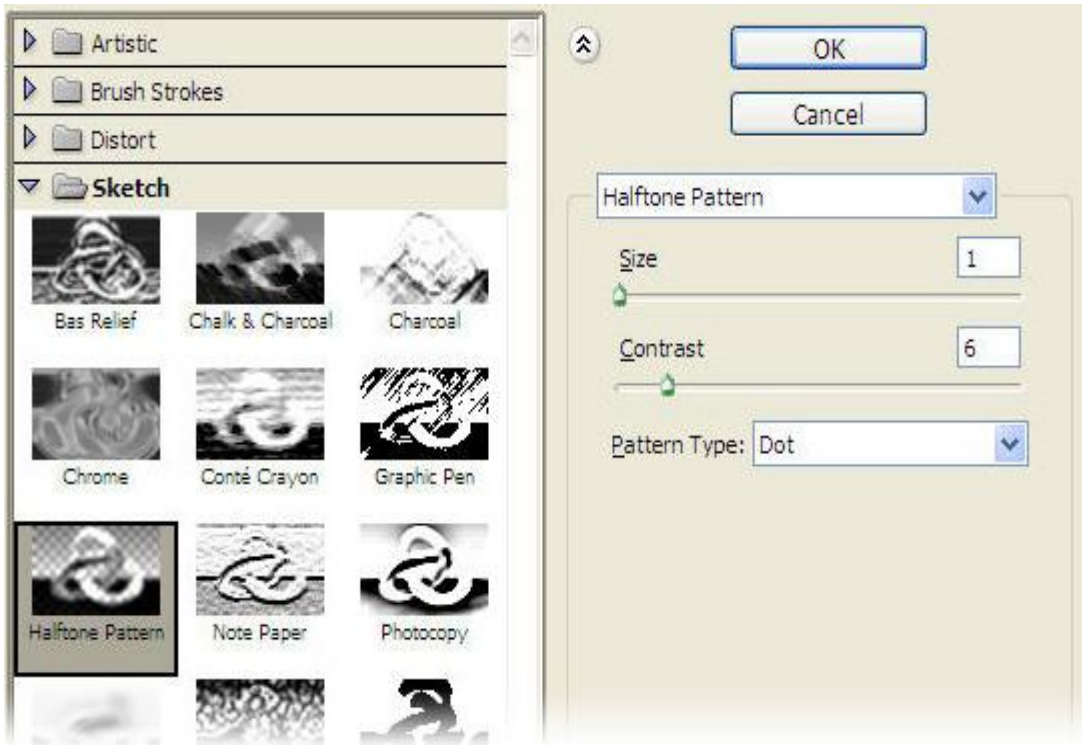 Artistic
Brush Strokes
Distort
Sketch
Bas Relief
Chalk & Charcoal
Charcoal
Chrome
Conté Crayon
Graphic Pen
Halftone Pattern
Note Paper
Photocopy
OK
Cancel
Halftone Pattern
Size 1
Contrast 6
Pattern Type: Dot